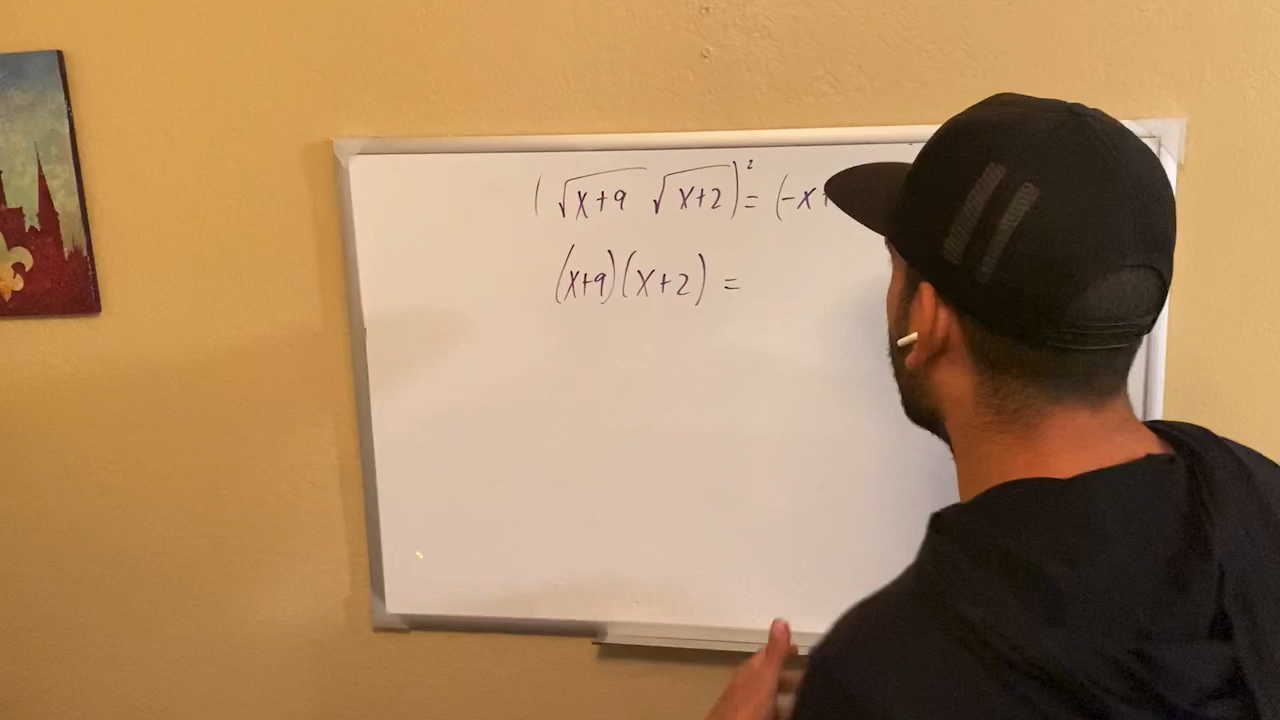 (√x+9 √x+2)² = (-x+
(x+9)(x+2) =